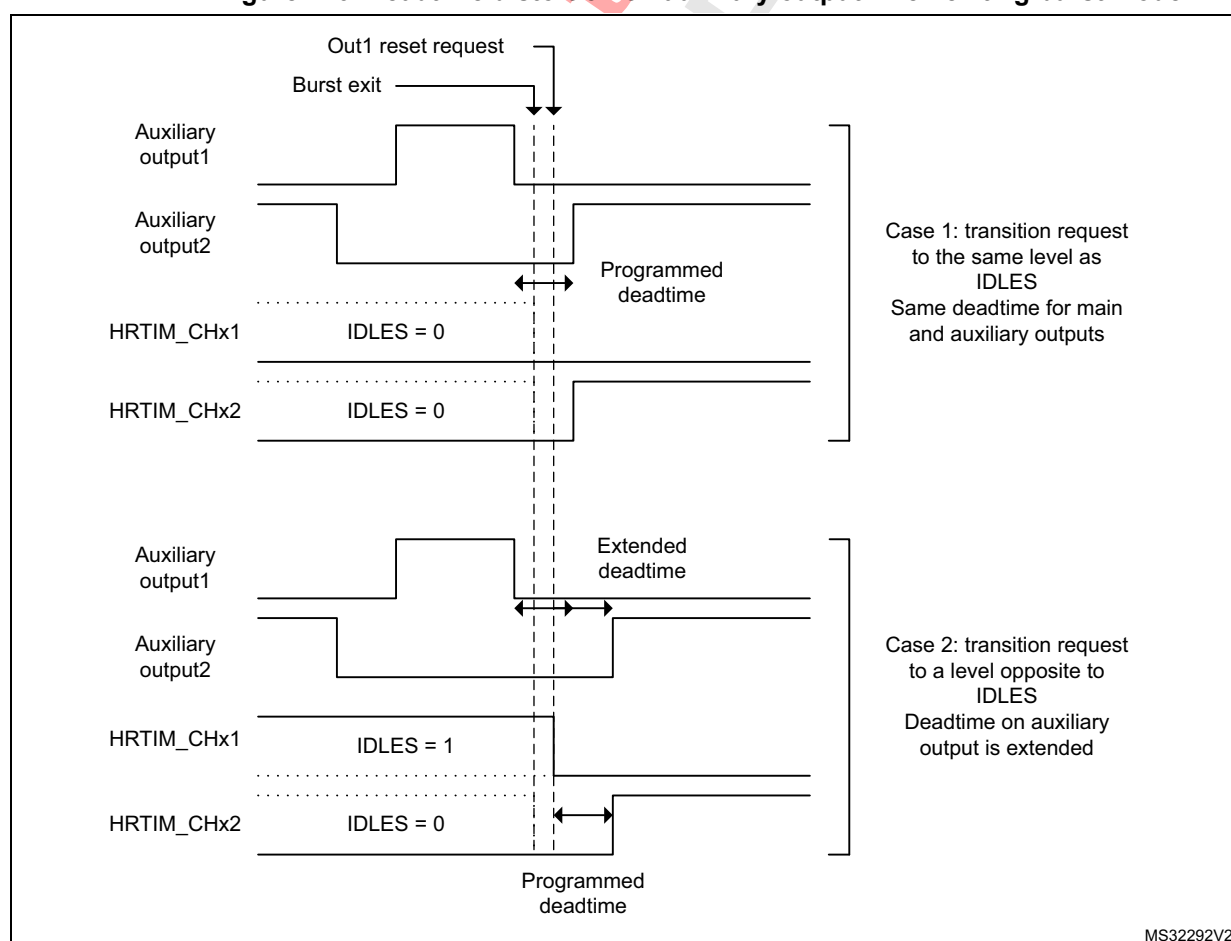 Out1 reset request
Burst exit
Auxiliary
output1
Auxiliary
output2
Programmed
deadtime
HRTIM_CHx1
IDLES = 0
HRTIM_CHx2
IDLES = 0
Case 1: transition request
to the same level as
IDLES
Same deadtime for main
and auxiliary outputs
Auxiliary
output1
Extended
deadtime
Auxiliary
output2
HRTIM_CHx1
IDLES = 1
HRTIM_CHx2
IDLES = 0
Programmed
deadtime
Case 2: transition request
to a level opposite to
IDLES
Deadtime on auxiliary
output is extended
MS32292V2